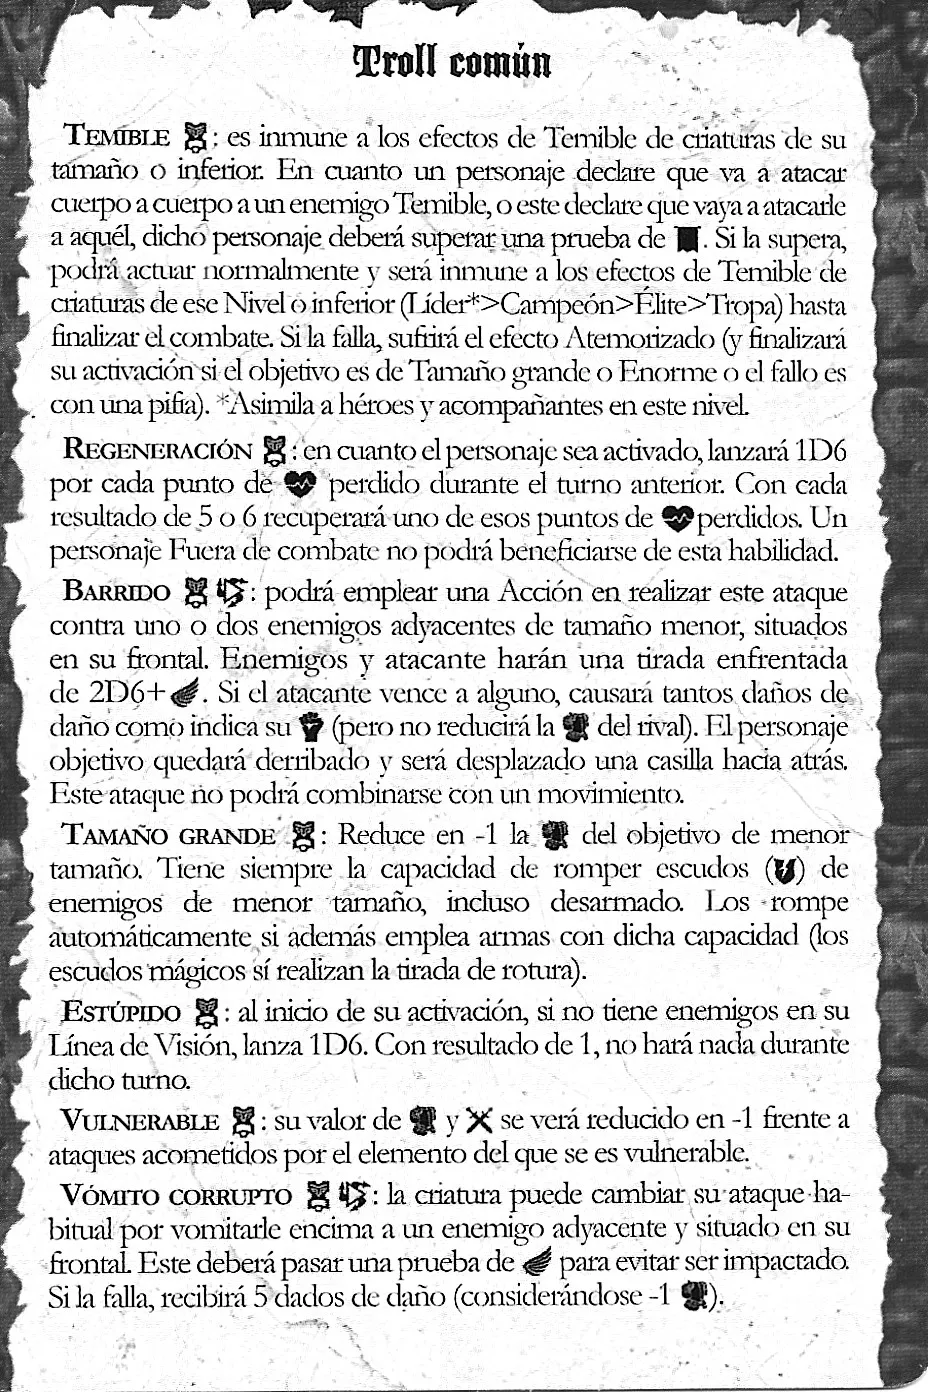 Troll común
TEMIBLE : es inmune a los efectos de Temible de criaturas de su
tamaño o inferior. En cuanto un personaje declare que va a atacar
cuerpo a cuerpo a un enemigo Temible, o este declare que vaya a atacarle
a aquél, dicho personaje deberá superar una prueba de . Si la supera,
podrá actuar normalmente y será inmune a los efectos de Temible de
criaturas de ese Nivel o inferior (Líder*>Campeón>Élite>Tropa) hasta
finalizar el combate. Si la falla, sufrirá el efecto Atemorizado (y finalizará
su activación si el objetivo es de Tamaño grande o Enorme o el fallo es
con una pifia). *Asimila a héroes y acompañantes en este nivel.
REGENERACIÓN : en cuanto el personaje sea activado, lanzará 1D6
por cada punto de perdido durante el turno anterior. Con cada
resultado de 5 o 6 recuperará uno de esos puntos de perdidos. Un
personaje Fuera de combate no podrá beneficiarse de esta habilidad.
BARRIDO : podrá emplear una Acción en realizar este ataque
contra uno o dos enemigos adyacentes de tamaño menor, situados
en su frontal. Enemigos y atacante harán una tirada enfrentada
de 2D6+ . Si el atacante vence a alguno, causará tantos daños de
daño como indica su (pero no reducirá la del rival). El personaje
objetivo quedará derribado y será desplazado una casilla hacia atrás.
Este ataque no podrá combinarse con un movimiento.
TAMAÑO GRANDE : Reduce en -1 la del objetivo de menor
tamaño. Tiene siempre la capacidad de romper escudos ( ) de
enemigos de menor tamaño, incluso desarmado. Los rompe
automáticamente si además emplea armas con dicha capacidad (los
escudos mágicos sí realizan la tirada de rotura).
ESTÚPIDO : al inicio de su activación, si no tiene enemigos en su
Línea de Visión, lanza 1D6. Con resultado de 1, no hará nada durante
dicho turno.
VULNERABLE : su valor de y se verá reducido en -1 frente a
ataques acometidos por el elemento del que se es vulnerable.
VÓMITO CORRUPTO : la criatura puede cambiar su ataque ha-
bitual por vomitarle encima a un enemigo adyacente y situado en su
frontal. Este deberá pasar una prueba de para evitar ser impactado.
Si la falla, recibirá 5 dados de daño (considerándose -1 ).